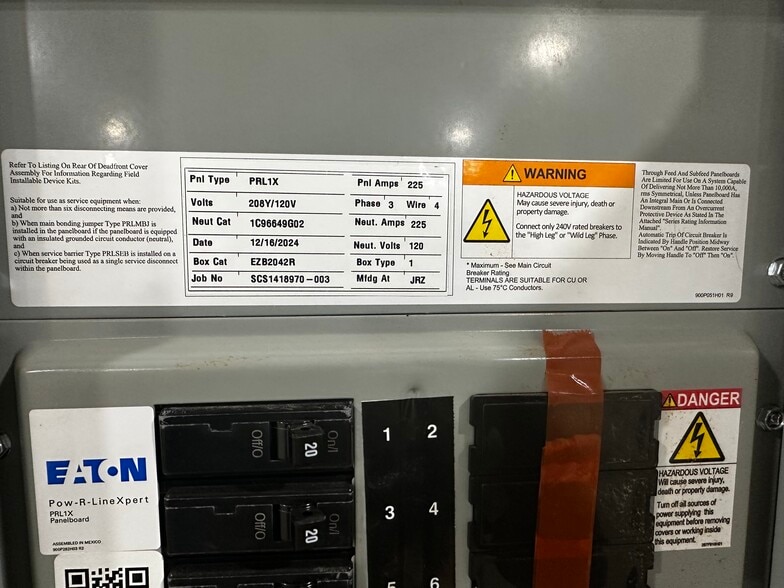 Refer To Listing On Rear Of Deadfront Cover
Assembly For Information Regarding Field
Installable Device Kits.
Suitable for use as service equipment when:
a) Not more than six disconnecting means are provided,
and
b) When main bonding jumper Type PRLMBJ is
installed in the panelboard if the panelboard is equipped
with an insulated grounded circuit conductor (neutral),
and
c) When service barrier Type PRLSEB is installed on a
circuit breaker being used as a single service disconnect
within the panelboard.
Pnl Type PRL1X Pnl Amps 225
Volts 208Y/120V Phase 3 Wire 4
Neut Cat 1C96649G02 Neut. Amps 225
Date 12/16/2024 Neut. Volts 120
Box Cat EZB2042R Box Type 1
Job No SCS1418970-003 Mfdg At JRZ
WARNING
HAZARDOUS VOLTAGE
May cause severe injury, death or
property damage.
Connect only 240V rated breakers to
the "High Leg" or "Wild Leg" Phase.
* Maximum - See Main Circuit
Breaker Rating
TERMINALS ARE SUITABLE FOR CU OR
AL - Use 75°C Conductors.
Through Feed And Subfeed Panelboards
Are Limited For Use On A System Capable
Of Delivering Not More Than 10,000A,
rms Symmetrical, Unless Panelboard Has
An Integral Main Or Is Connected
Downstream From An Overcurrent
Protective Device As Stated In The
Attached "Series Rating Information
Manual".
Automatic Trip Of Circuit Breaker Is
Indicated By Handle Position Midway
Between "On" And "Off". Restore Service
By Moving Handle To "Off" Then "On".
900P051H01 R9
EATON
Pow-R-LineXpert
PRL1X
Panelboard
ASSEMBLED IN MEXICO
900P282H03 R2
Off/O 20 On/I
Off/O 20 On/I
1 2
3 4
5 6
DANGER
HAZARDOUS VOLTAGE
Will cause severe injury,
death or property damage.
Turn off all sources of
power supplying this
equipment before removing
covers or working inside
this equipment.